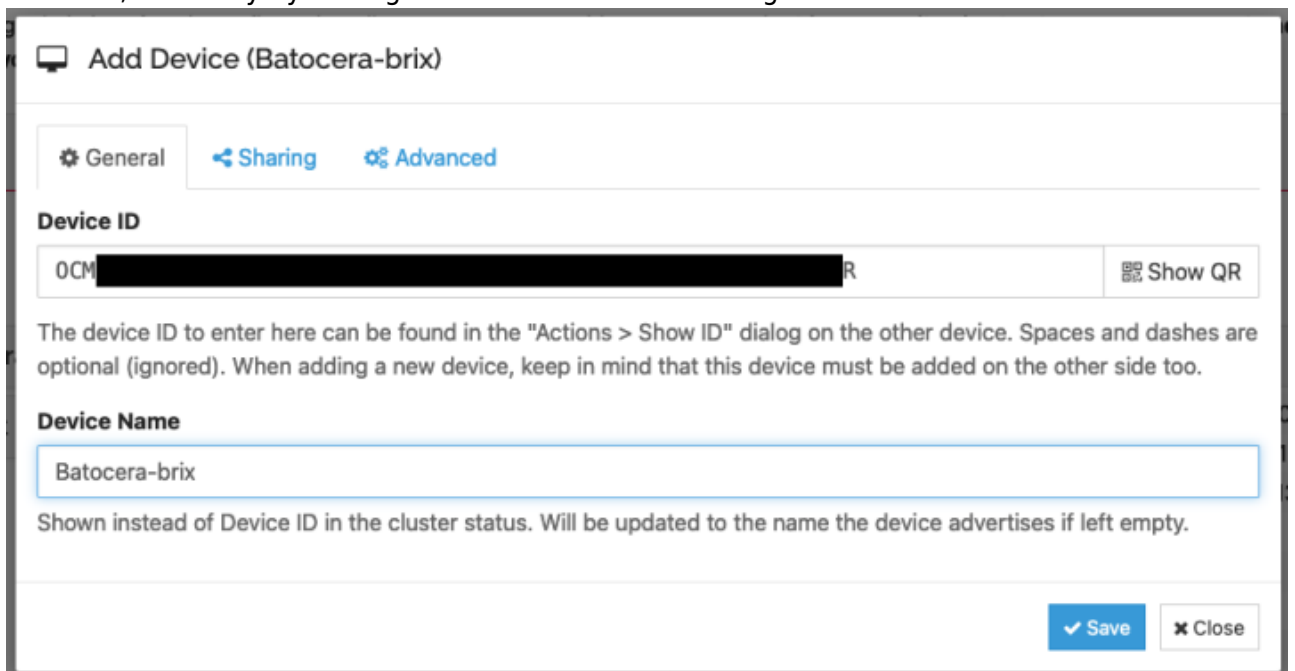 Add Device (Batocera-brix)
General Sharing Advanced
Device ID
OCM R Show QR
The device ID to enter here can be found in the "Actions > Show ID" dialog on the other device. Spaces and dashes are
optional (ignored). When adding a new device, keep in mind that this device must be added on the other side too.
Device Name
Batocera-brix
Shown instead of Device ID in the cluster status. Will be updated to the name the device advertises if left empty.
Save Close